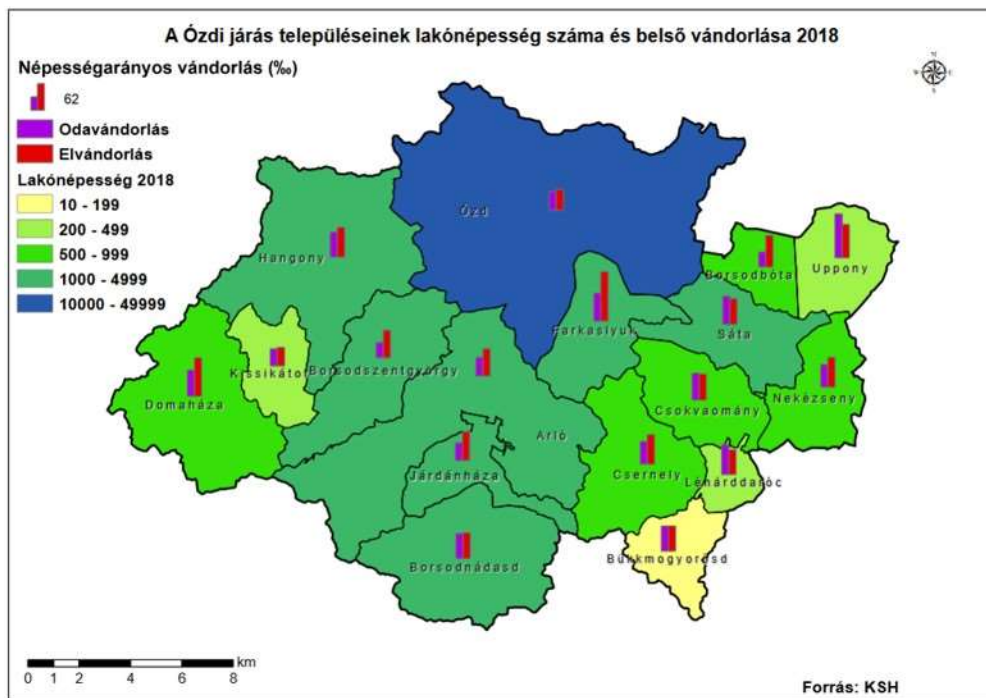 A Ózdi járás településeinek lakónépesség száma és belső vándorlása 2018
Népességarányos vándorlás (‰)
62
Odavándorlás
Elvándorlás
Lakónépesség 2018
10 - 199
200 - 499
500 - 999
1000 - 4999
10000 - 49999
N
Ózd
Hangony
Borsodbóta
Uppony
Farkaslyuk
Sáta
Kissikátor
Borsodszentgyörgy
Domaháza
Nekézseny
Csokvaomány
Arló
Járdánháza
Csernely
Lénárddaróc
Borsodnádasd
Bükkmogyorósd
km
0 1 2 4 6 8
Forrás: KSH